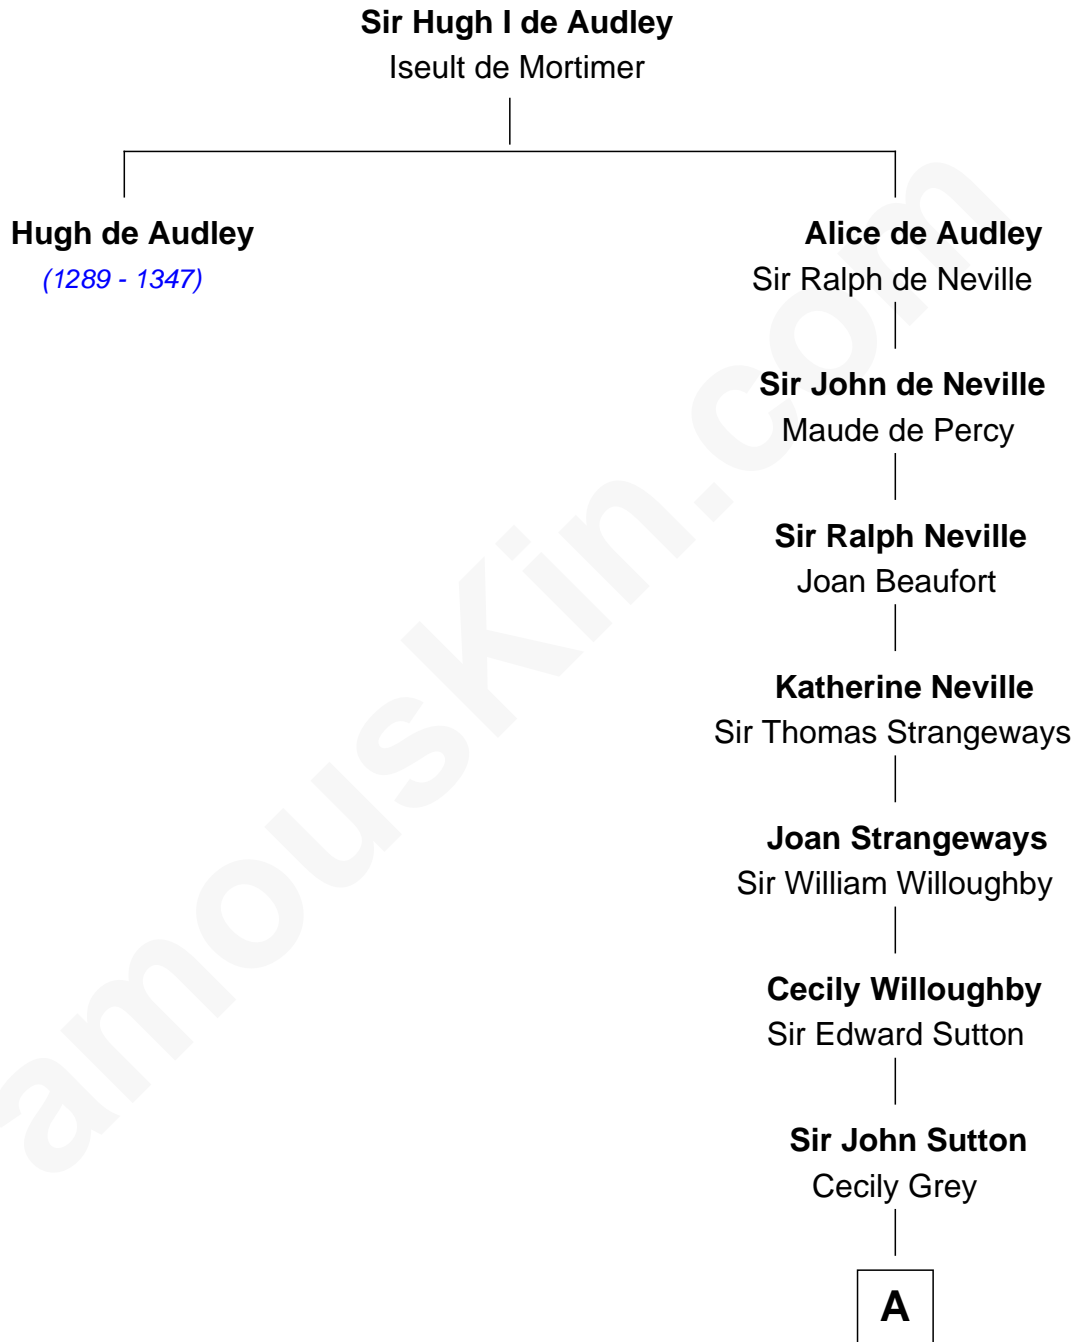 Sir Hugh I de Audley
Iseult de Mortimer
Hugh de Audley
(1289 - 1347)
Alice de Audley
Sir Ralph de Neville
Sir John de Neville
Maude de Percy
Sir Ralph Neville
Joan Beaufort
Katherine Neville
Sir Thomas Strangeways
Joan Strangeways
Sir William Willoughby
Cecily Willoughby
Sir Edward Sutton
Sir John Sutton
Cecily Grey
A
amouskin.com